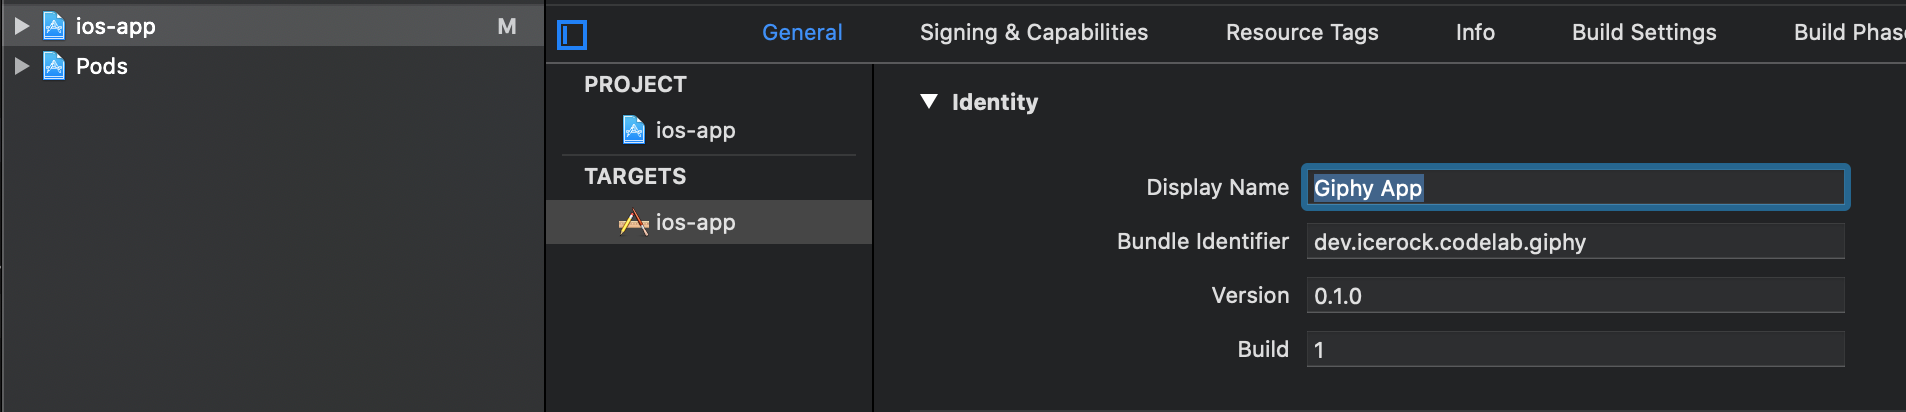 ios-app M
Pods
General Signing & Capabilities Resource Tags Info Build Settings Build Phas
PROJECT
ios-app
TARGETS
ios-app
Identity
Display Name Giphy App
Bundle Identifier dev.icerock.codelab.giphy
Version 0.1.0
Build 1